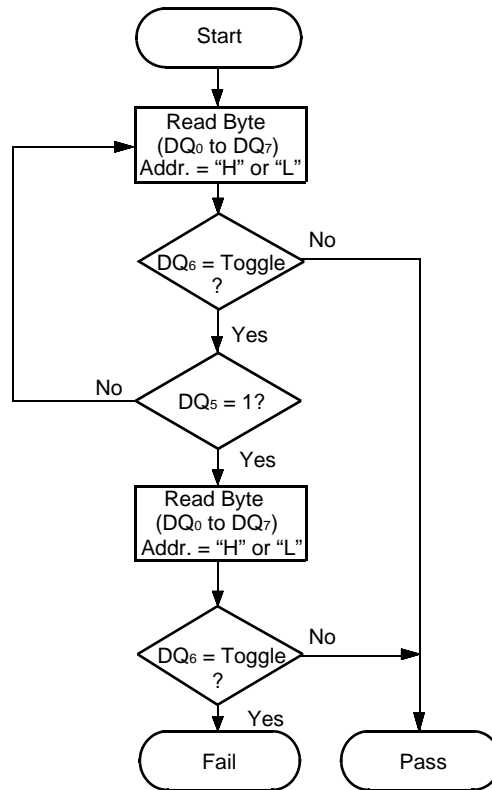 Start
Read Byte
(DQ0 to DQ7)
Addr. = “H” or “L”
No
DQ6 = Toggle
?
Yes
No
DQ5 = 1?
Yes
Read Byte
(DQ0 to DQ7)
Addr. = “H” or “L”
No
DQ6 = Toggle
?
Yes
Fail
Pass